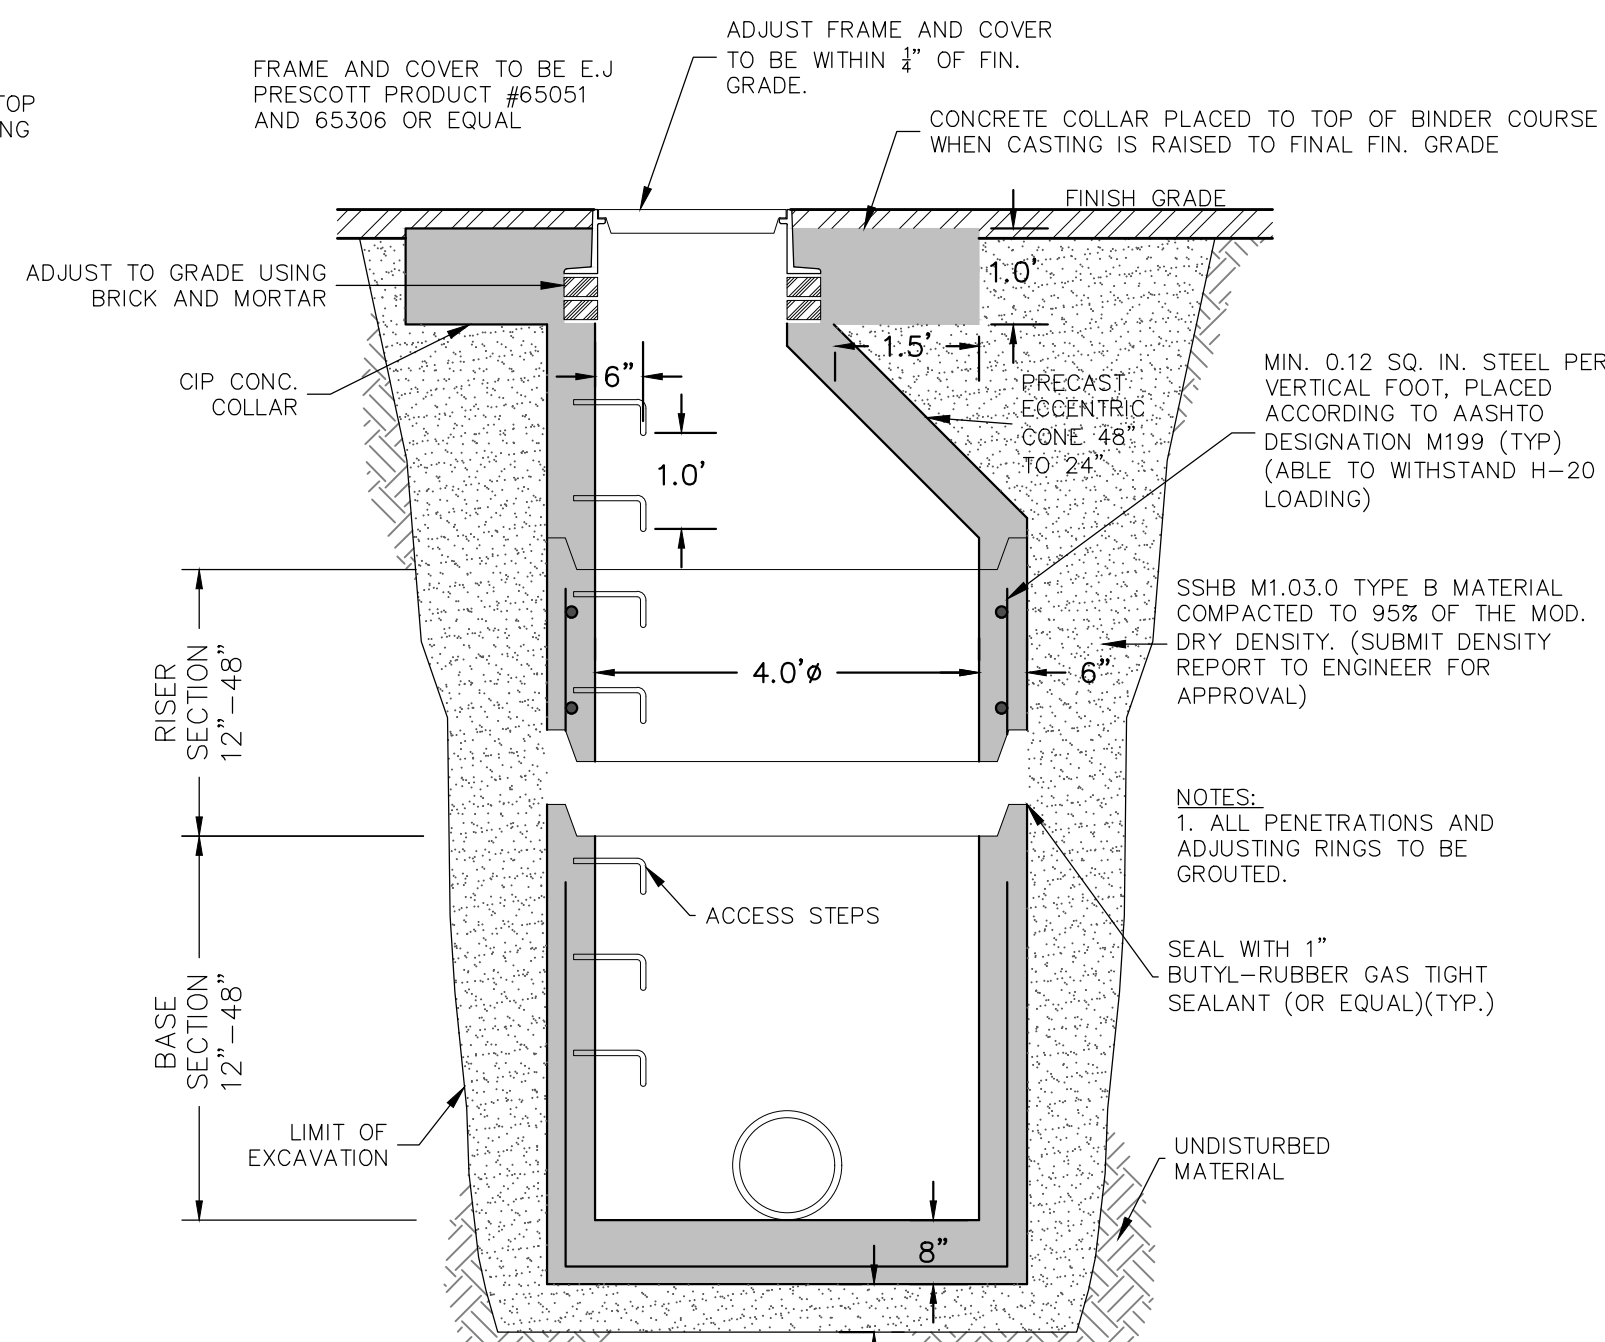 TOP
NG
FRAME AND COVER TO BE E.J
PRESCOTT PRODUCT #65051
AND 65306 OR EQUAL
ADJUST FRAME AND COVER
TO BE WITHIN 1/4" OF FIN.
GRADE.
CONCRETE COLLAR PLACED TO TOP OF BINDER COURSE
WHEN CASTING IS RAISED TO FINAL FIN. GRADE
FINISH GRADE
ADJUST TO GRADE USING
BRICK AND MORTAR
1.0'
1.5'
6"
CIP CONC.
COLLAR
PRECAST
ECCENTRIC
CONE 48"
TO 24"
MIN. 0.12 SQ. IN. STEEL PER
VERTICAL FOOT, PLACED
ACCORDING TO AASHTO
DESIGNATION M199 (TYP)
(ABLE TO WITHSTAND H-20
LOADING)
1.0'
SSHB M1.03.0 TYPE B MATERIAL
COMPACTED TO 95% OF THE MOD.
DRY DENSITY. (SUBMIT DENSITY
REPORT TO ENGINEER FOR
APPROVAL)
RISER
SECTION
12"-48"
4.0'ø
6"
NOTES:
1. ALL PENETRATIONS AND
ADJUSTING RINGS TO BE
GROUTED.
ACCESS STEPS
SEAL WITH 1"
BUTYL-RUBBER GAS TIGHT
SEALANT (OR EQUAL)(TYP.)
BASE
SECTION
12"-48"
LIMIT OF
EXCAVATION
UNDISTURBED
MATERIAL
8"